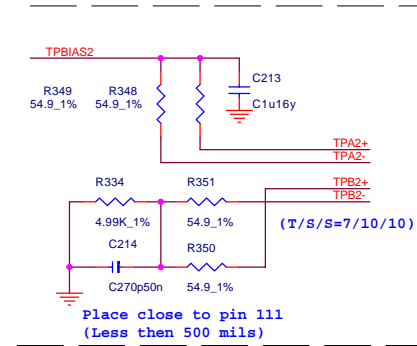 TPBIAS2
C213
R349 R348
54.9_1% 54.9_1%
C1u16y
TPA2+
TPA2-
R334 R351
TPB2+
TPB2-
4.99K_1% 54.9_1%
(T/S/S=7/10/10)
C214 R350
C270p50n 54.9_1%
Place close to pin 111
(Less then 500 mils)